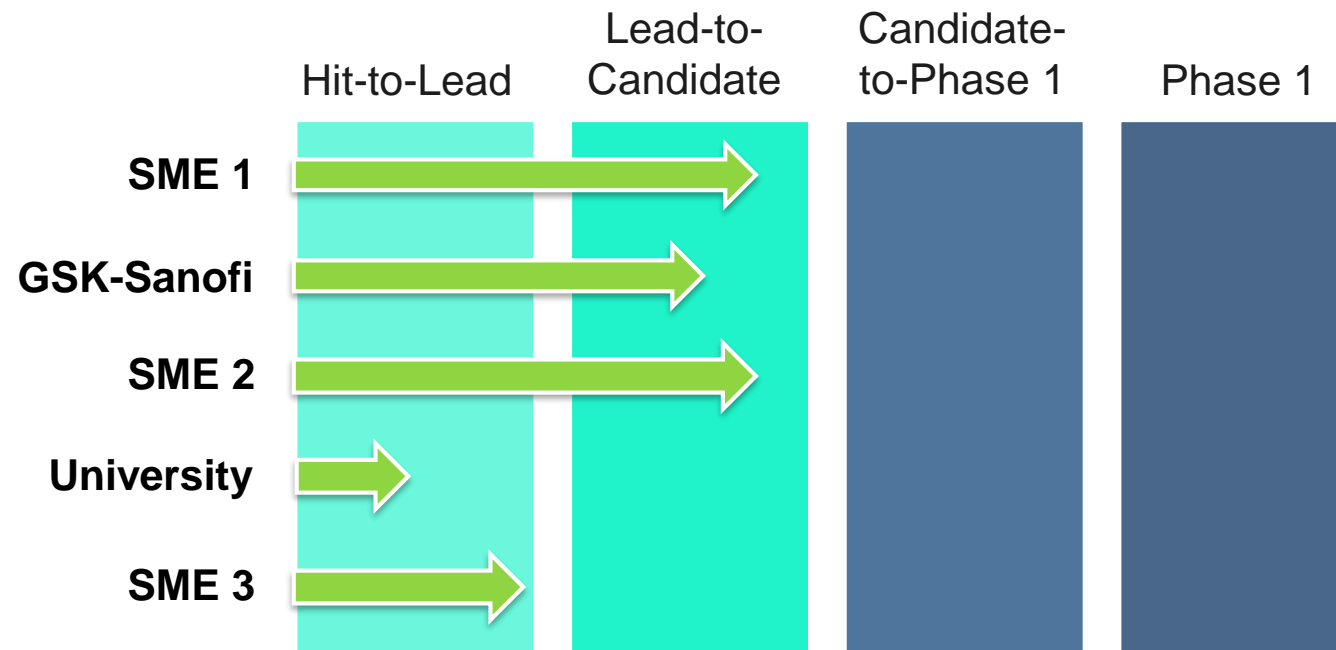 Hit-to-Lead
Lead-to-
Candidate
Candidate-
to-Phase 1
Phase 1
SME 1
GSK-Sanofi
SME 2
University
SME 3